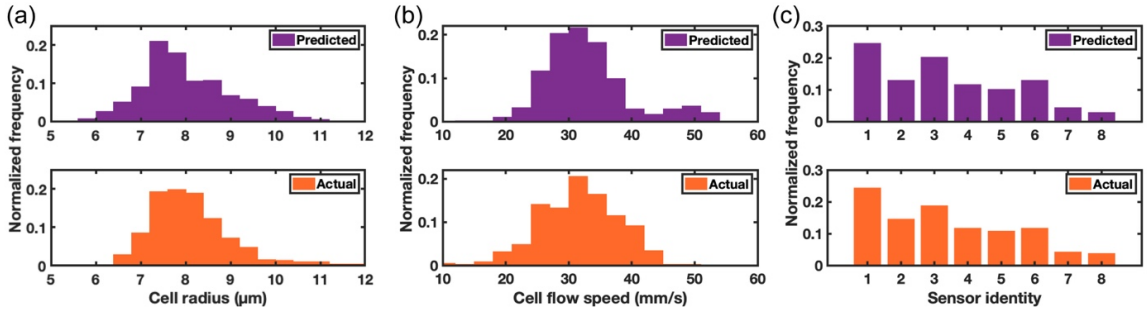 (a)
Predicted
0.2
0.1
0
5 6 7 8 9 10 11 12
Normalized frequency
Actual
0.2
0.1
0
5 6 7 8 9 10 11 12
Cell radius (µm)
(b)
Predicted
0.2
0.1
0
10 20 30 40 50 60
Actual
0.2
0.1
0
10 20 30 40 50 60
Cell flow speed (mm/s)
(c)
Predicted
0.3
0.2
0.1
0
1 2 3 4 5 6 7 8
Normalized frequency
Actual
0.3
0.2
0.1
0
1 2 3 4 5 6 7 8
Sensor identity
Normalized frequency